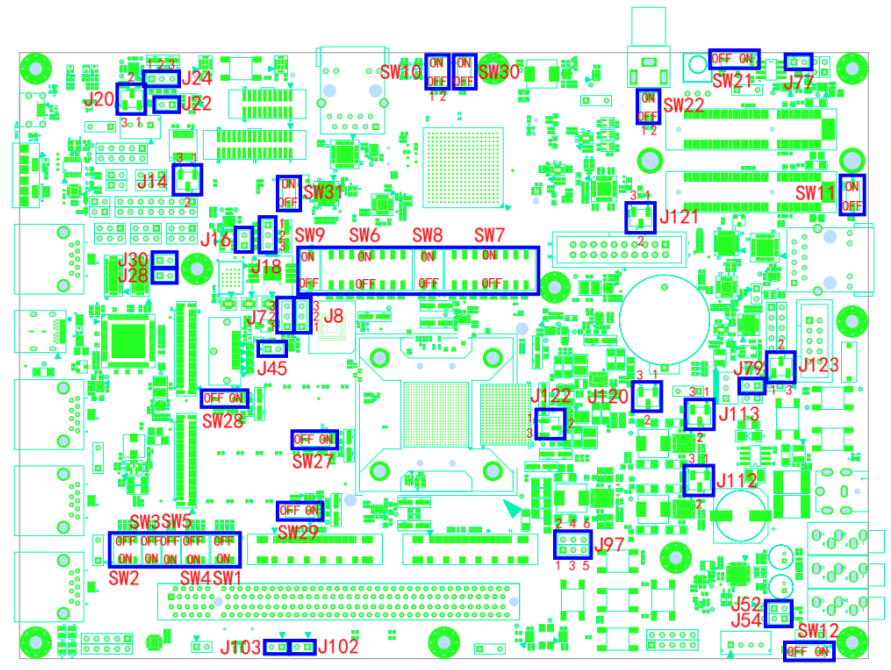 J24
1 2 3
J20
2
3 1
J22
SW10
ON
OFF
1 2
ON
OFF
SW30
OFF ON
SW21
J77
ON
OFF
1 2
SW22
J14
3 1
2
ON
OFF
SW31
SW11
ON
OFF
3 1
2
J121
J16
1
2
3
J18
SW9
SW6
SW8
SW7
ON
ON
ON
ON
OFF
OFF
OFF
OFF
J30
J28
J7
3
2
1
3
2
1
J8
J45
2
1 3
J123
J79
OFF ON
SW28
J122
1
3
2
J120
3 1
2
3 1
2
J113
OFF ON
SW27
3 1
2
J112
OFF ON
SW29
SW3
SW5
OFF
OFF
OFF
OFF
OFF
ON
ON
ON
ON
ON
SW2
SW4
SW1
2 4 6
1 3 5
J97
J52
J54
SW12
OFF ON
J103
J102